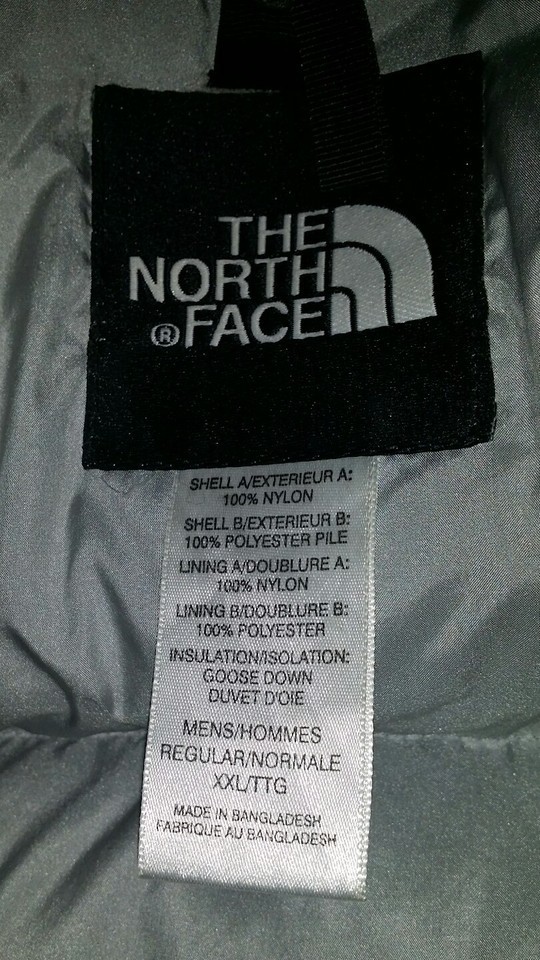 THE
NORTH
® FACE
SHELL A/EXTERIEUR A:
100% NYLON
SHELL B/EXTERIEUR B:
100% POLYESTER PILE
LINING A/DOUBLURE A:
100% NYLON
LINING B/DOUBLURE B:
100% POLYESTER
INSULATION/ISOLATION:
GOOSE DOWN
DUVET D'OIE
MENS/HOMMES
REGULAR/NORMALE
XXL/TTG
MADE IN BANGLADESH
FABRIQUE AU BANGLADESH